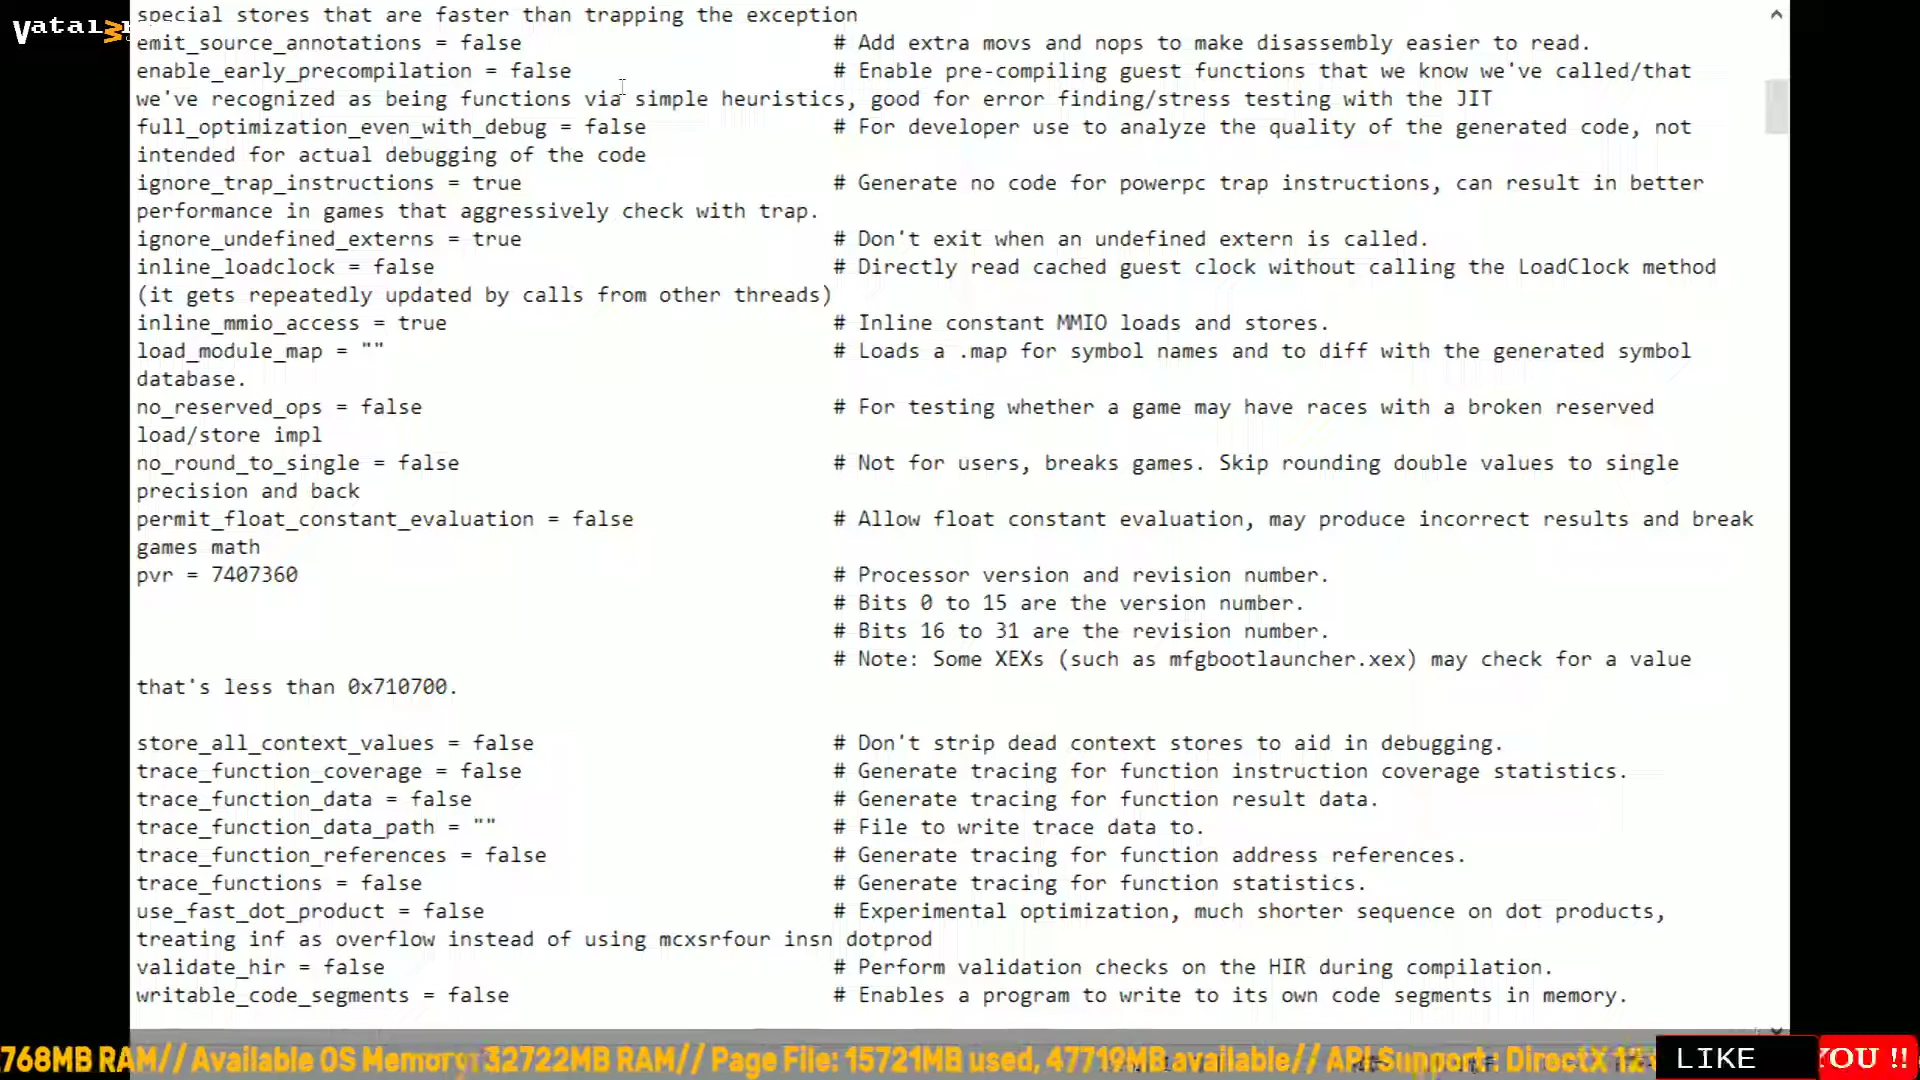 special stores that are faster than trapping the exception
emit_source_annotations = false # Add extra movs and nops to make disassembly easier to read.
enable_early_precompilation = false # Enable pre-compiling guest functions that we know we've called/that
we've recognized as being functions via simple heuristics, good for error finding/stress testing with the JIT
full_optimization_even_with_debug = false # For developer use to analyze the quality of the generated code, not
intended for actual debugging of the code
ignore_trap_instructions = true # Generate no code for powerpc trap instructions, can result in better
performance in games that aggressively check with trap.
ignore_undefined_externs = true # Don't exit when an undefined extern is called.
inline_loadclock = false # Directly read cached guest clock without calling the LoadClock method
(it gets repeatedly updated by calls from other threads)
inline_mmio_access = true # Inline constant MMIO loads and stores.
load_module_map = "" # Loads a .map for symbol names and to diff with the generated symbol
database.
no_reserved_ops = false # For testing whether a game may have races with a broken reserved
load/store impl
no_round_to_single = false # Not for users, breaks games. Skip rounding double values to single
precision and back
permit_float_constant_evaluation = false # Allow float constant evaluation, may produce incorrect results and break
games math
pvr = 7407360 # Processor version and revision number.
# Bits 0 to 15 are the version number.
# Bits 16 to 31 are the revision number.
# Note: Some XEXs (such as mfgbootlauncher.xex) may check for a value
that's less than 0x710700.
store_all_context_values = false # Don't strip dead context stores to aid in debugging.
trace_function_coverage = false # Generate tracing for function instruction coverage statistics.
trace_function_data = false # Generate tracing for function result data.
trace_function_data_path = "" # File to write trace data to.
trace_function_references = false # Generate tracing for function address references.
trace_functions = false # Generate tracing for function statistics.
use_fast_dot_product = false # Experimental optimization, much shorter sequence on dot products,
treating inf as overflow instead of using mcxsrfour insn dotprod
validate_hir = false # Perform validation checks on the HIR during compilation.
writable_code_segments = false # Enables a program to write to its own code segments in memory.
768MB RAM// Available OS Memory: 32722MB RAM// Page File: 15721MB used, 47719MB available// API Support: DirectX 12
LIKE YOU !!